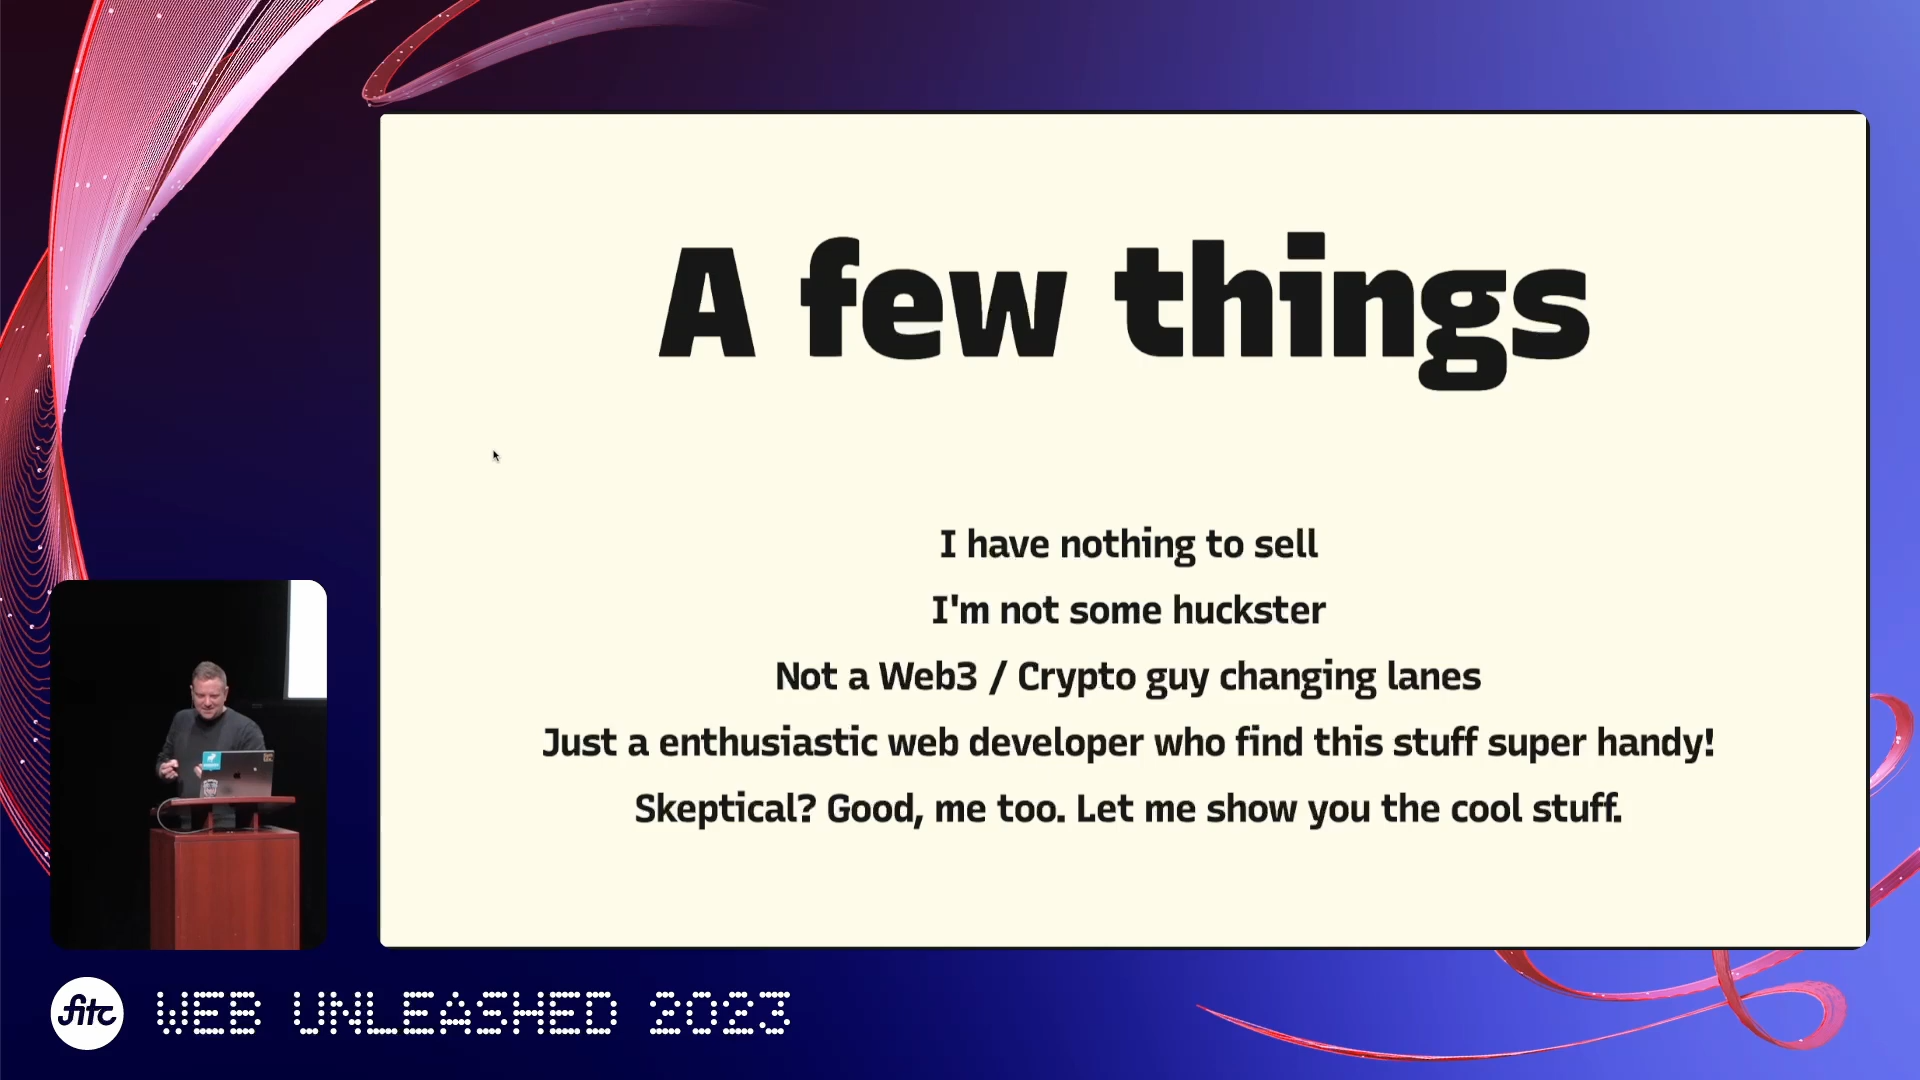 A few things
I have nothing to sell
I'm not some huckster
Not a Web3 / Crypto guy changing lanes
Just a enthusiastic web developer who find this stuff super handy!
Skeptical? Good, me too. Let me show you the cool stuff.
fitc WEB UNLEASHED 2023